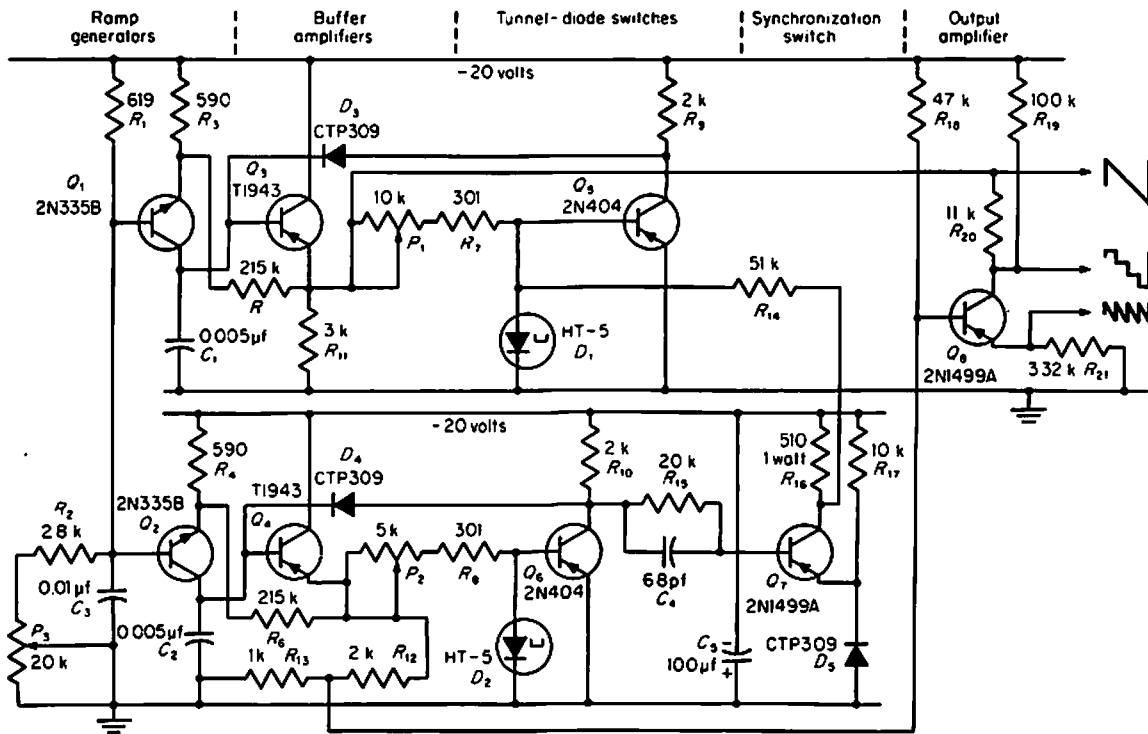 Ramp generators
Buffer amplifiers
Tunnel-diode switches
Synchronization switch
Output amplifier
-20 volts
619
R1
590
R3
D3
CTP309
2 k
R9
47 k
R18
100 k
R19
Q1
2N335B
Q3
TI943
10 k
P1
301
R7
Q5
2N404
11 k
R20
215 k
R
51 k
R14
0.005μf
C1
3 k
R11
HT-5
D1
Q8
2N1499A
332 k
R21
-20 volts
590
R4
D4
CTP309
2 k
R10
20 k
R15
510
1 watt
R16
10 k
R17
2N335B
Q2
TI943
Q4
5k
P2
301
R8
Q6
2N404
68pf
C4
Q7
2N1499A
R2
28 k
0.01μf
C3
P3
20 k
0.005μf
C2
215 k
R6
1k
R13
2 k
R12
HT-5
D2
C5
-
100μf
+
CTP309
D5